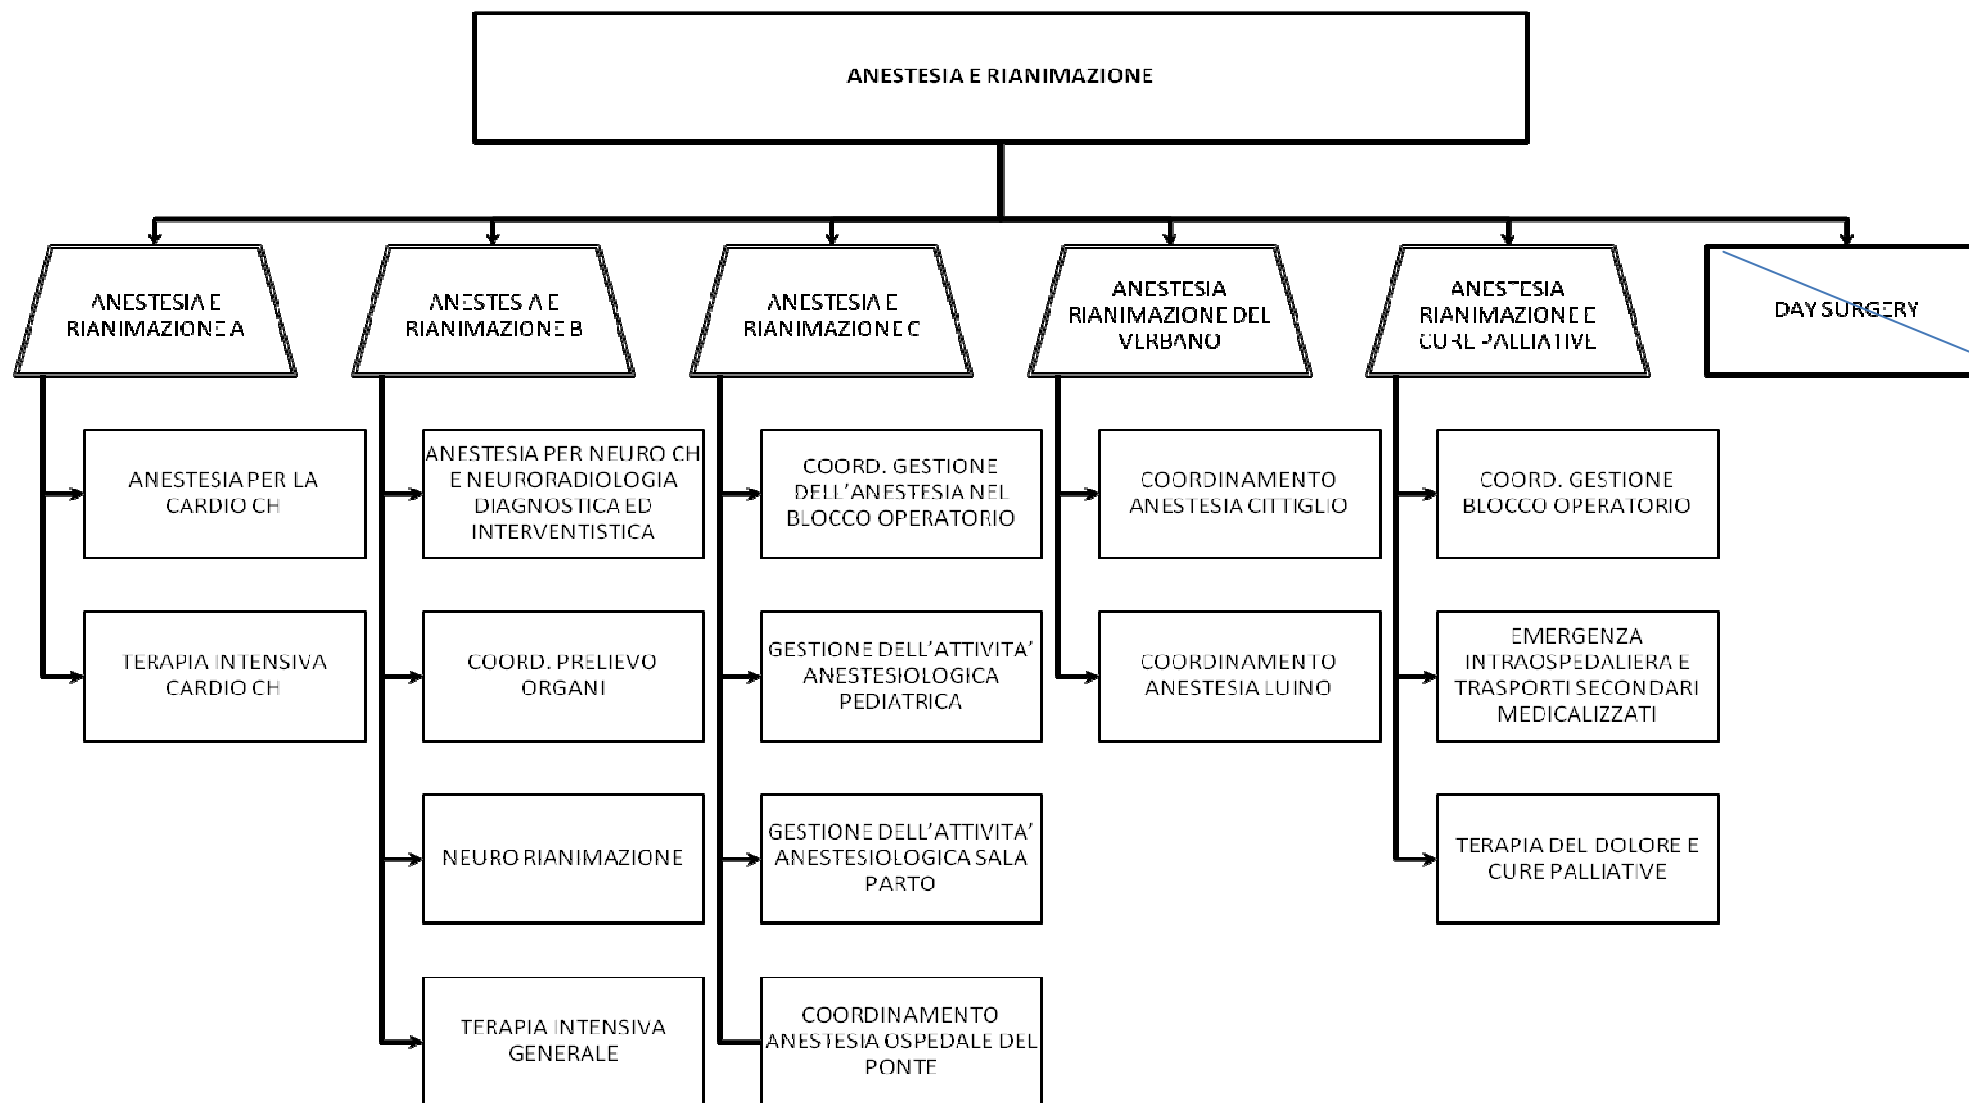 ANESTESIA E RIANIMAZIONE
ANESTESIA E
RIANIMAZIONE A
ANESTESIA E
RIANIMAZIONE B
ANESTESIA E
RIANIMAZIONE C
ANESTESIA
RIANIMAZIONE DEL
VERBANO
ANESTESIA
RIANIMAZIONE E
CURE PALLIATIVE
DAY SURGERY
ANESTESIA PER LA
CARDIO CH
TERAPIA INTENSIVA
CARDIO CH
ANESTESIA PER NEURO CH
E NEURORADIOLOGIA
DIAGNOSTICA ED
INTERVENTISTICA
COORD. PRELIEVO
ORGANI
NEURO RIANIMAZIONE
TERAPIA INTENSIVA
GENERALE
COORD. GESTIONE
DELL'ANESTESIA NEL
BLOCCO OPERATORIO
GESTIONE DELL'ATTIVITA'
ANESTESIOLOGICA
PEDIATRICA
GESTIONE DELL'ATTIVITA'
ANESTESIOLOGICA SALA
PARTO
COORDINAMENTO
ANESTESIA OSPEDALE DEL
PONTE
COORDINAMENTO
ANESTESIA CITTIGLIO
COORDINAMENTO
ANESTESIA LUINO
COORD. GESTIONE
BLOCCO OPERATORIO
EMERGENZA
INTRAOSPEDALIERA E
TRASPORTI SECONDARI
MEDICALIZZATI
TERAPIA DEL DOLORE E
CURE PALLIATIVE